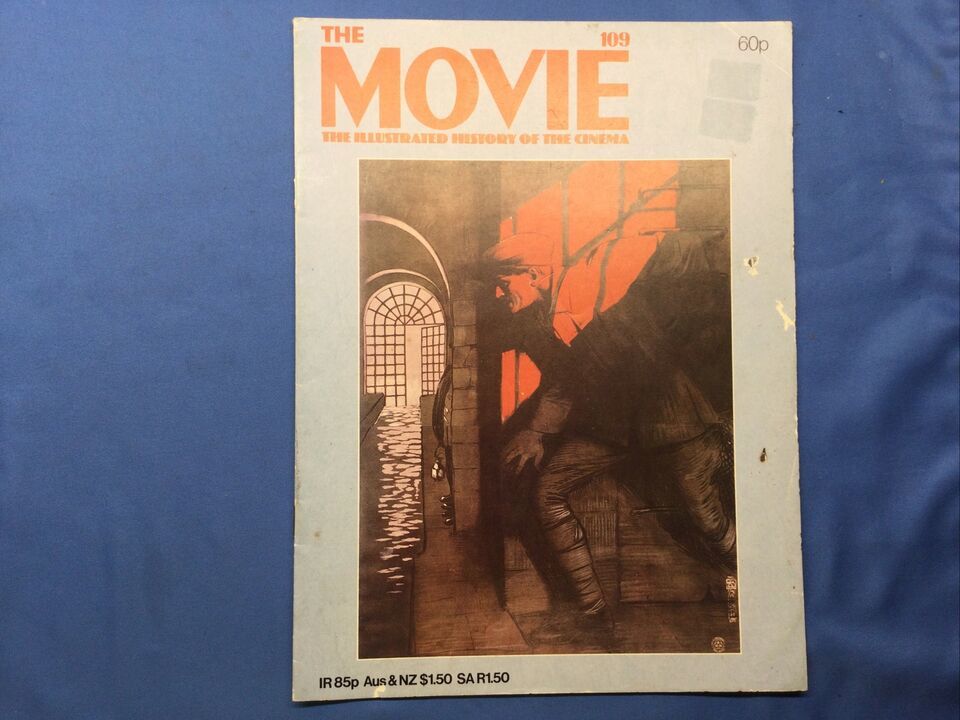 THE
109
60p
MOVIE
THE ILLUSTRATED HISTORY OF THE CINEMA
IR 85p Aus & NZ $1.50 SA R1.50